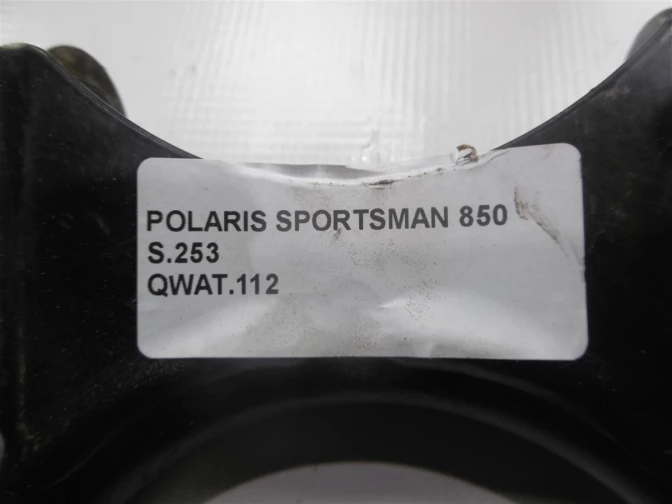 POLARIS SPORTSMAN 850
S.253
QWAT.112